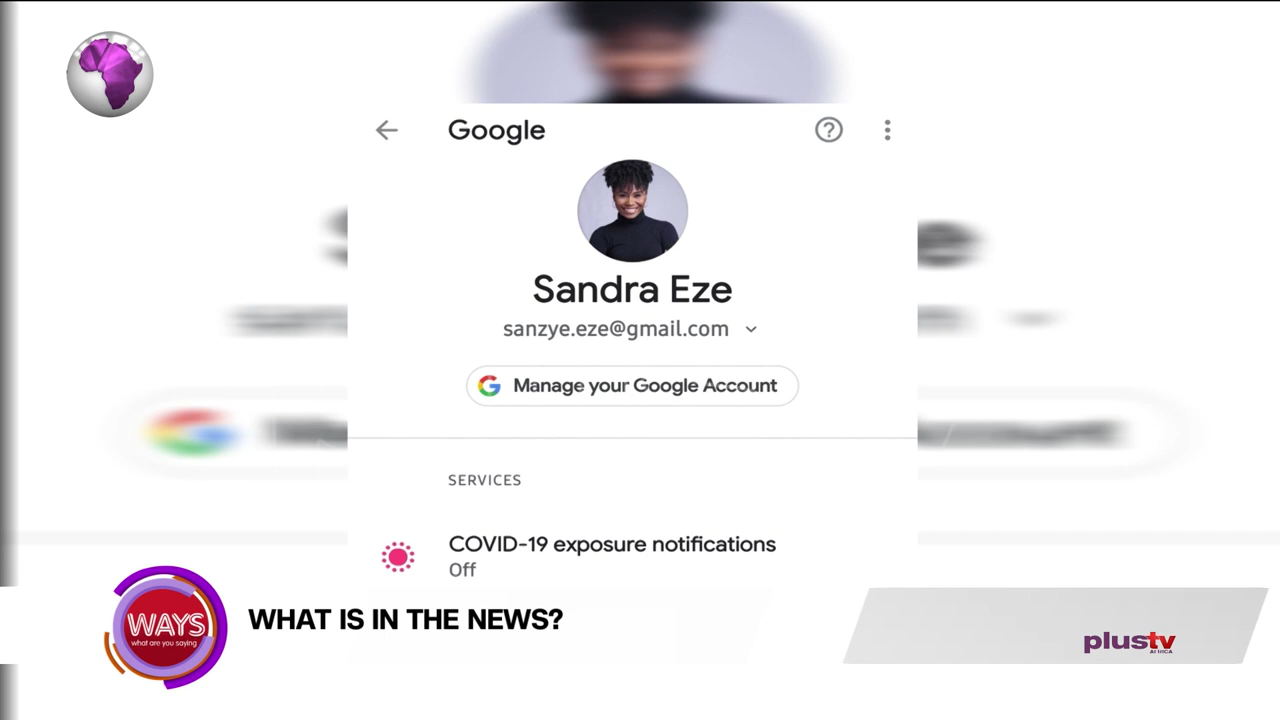 Google
Sandra Eze
sanzye.eze@gmail.com
Manage your Google Account
SERVICES
COVID-19 exposure notifications
Off
WAYS
what are you saying
WHAT IS IN THE NEWS?
plustv
AFRICA